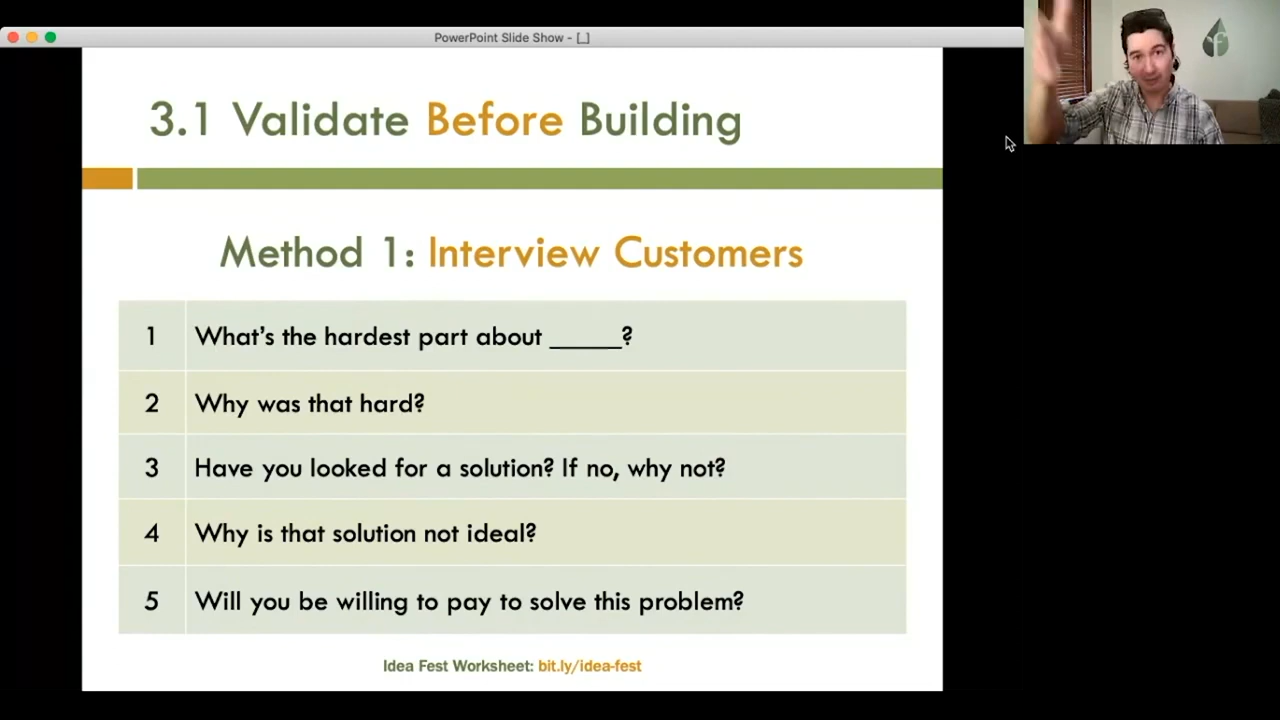 PowerPoint Slide Show - [_]
3.1 Validate Before Building
Method 1: Interview Customers
1 What's the hardest part about ______?
2 Why was that hard?
3 Have you looked for a solution? If no, why not?
4 Why is that solution not ideal?
5 Will you be willing to pay to solve this problem?
Idea Fest Worksheet: bit.ly/idea-fest
f